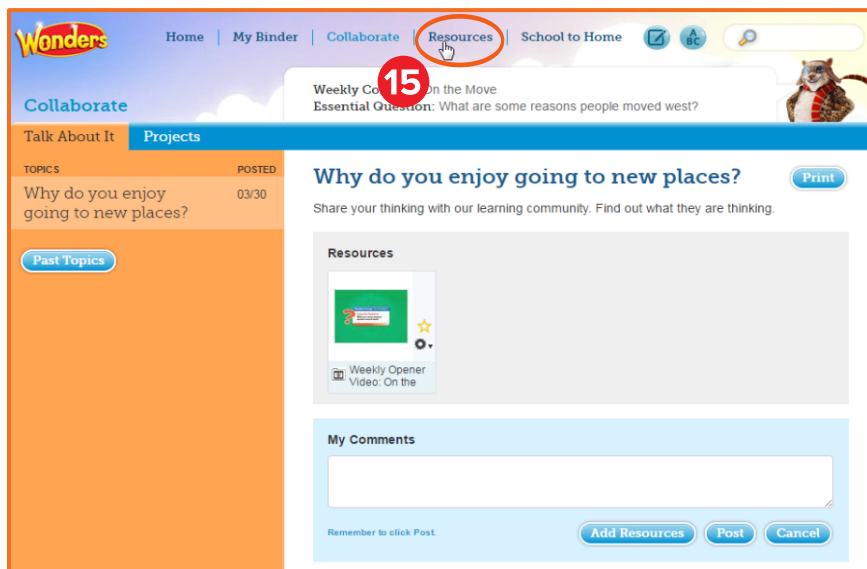 Wonders
Home | My Binder | Collaborate | Resources | School to Home
15
Collaborate
Weekly Co On the Move
Essential Question: What are some reasons people moved west?
Talk About It Projects
TOPICS POSTED
Why do you enjoy 03/30
going to new places?
Past Topics
Why do you enjoy going to new places?
Print
Share your thinking with our learning community. Find out what they are thinking.
Resources
Weekly Opener
Video: On the
My Comments
Remember to click Post.
Add Resources Post Cancel